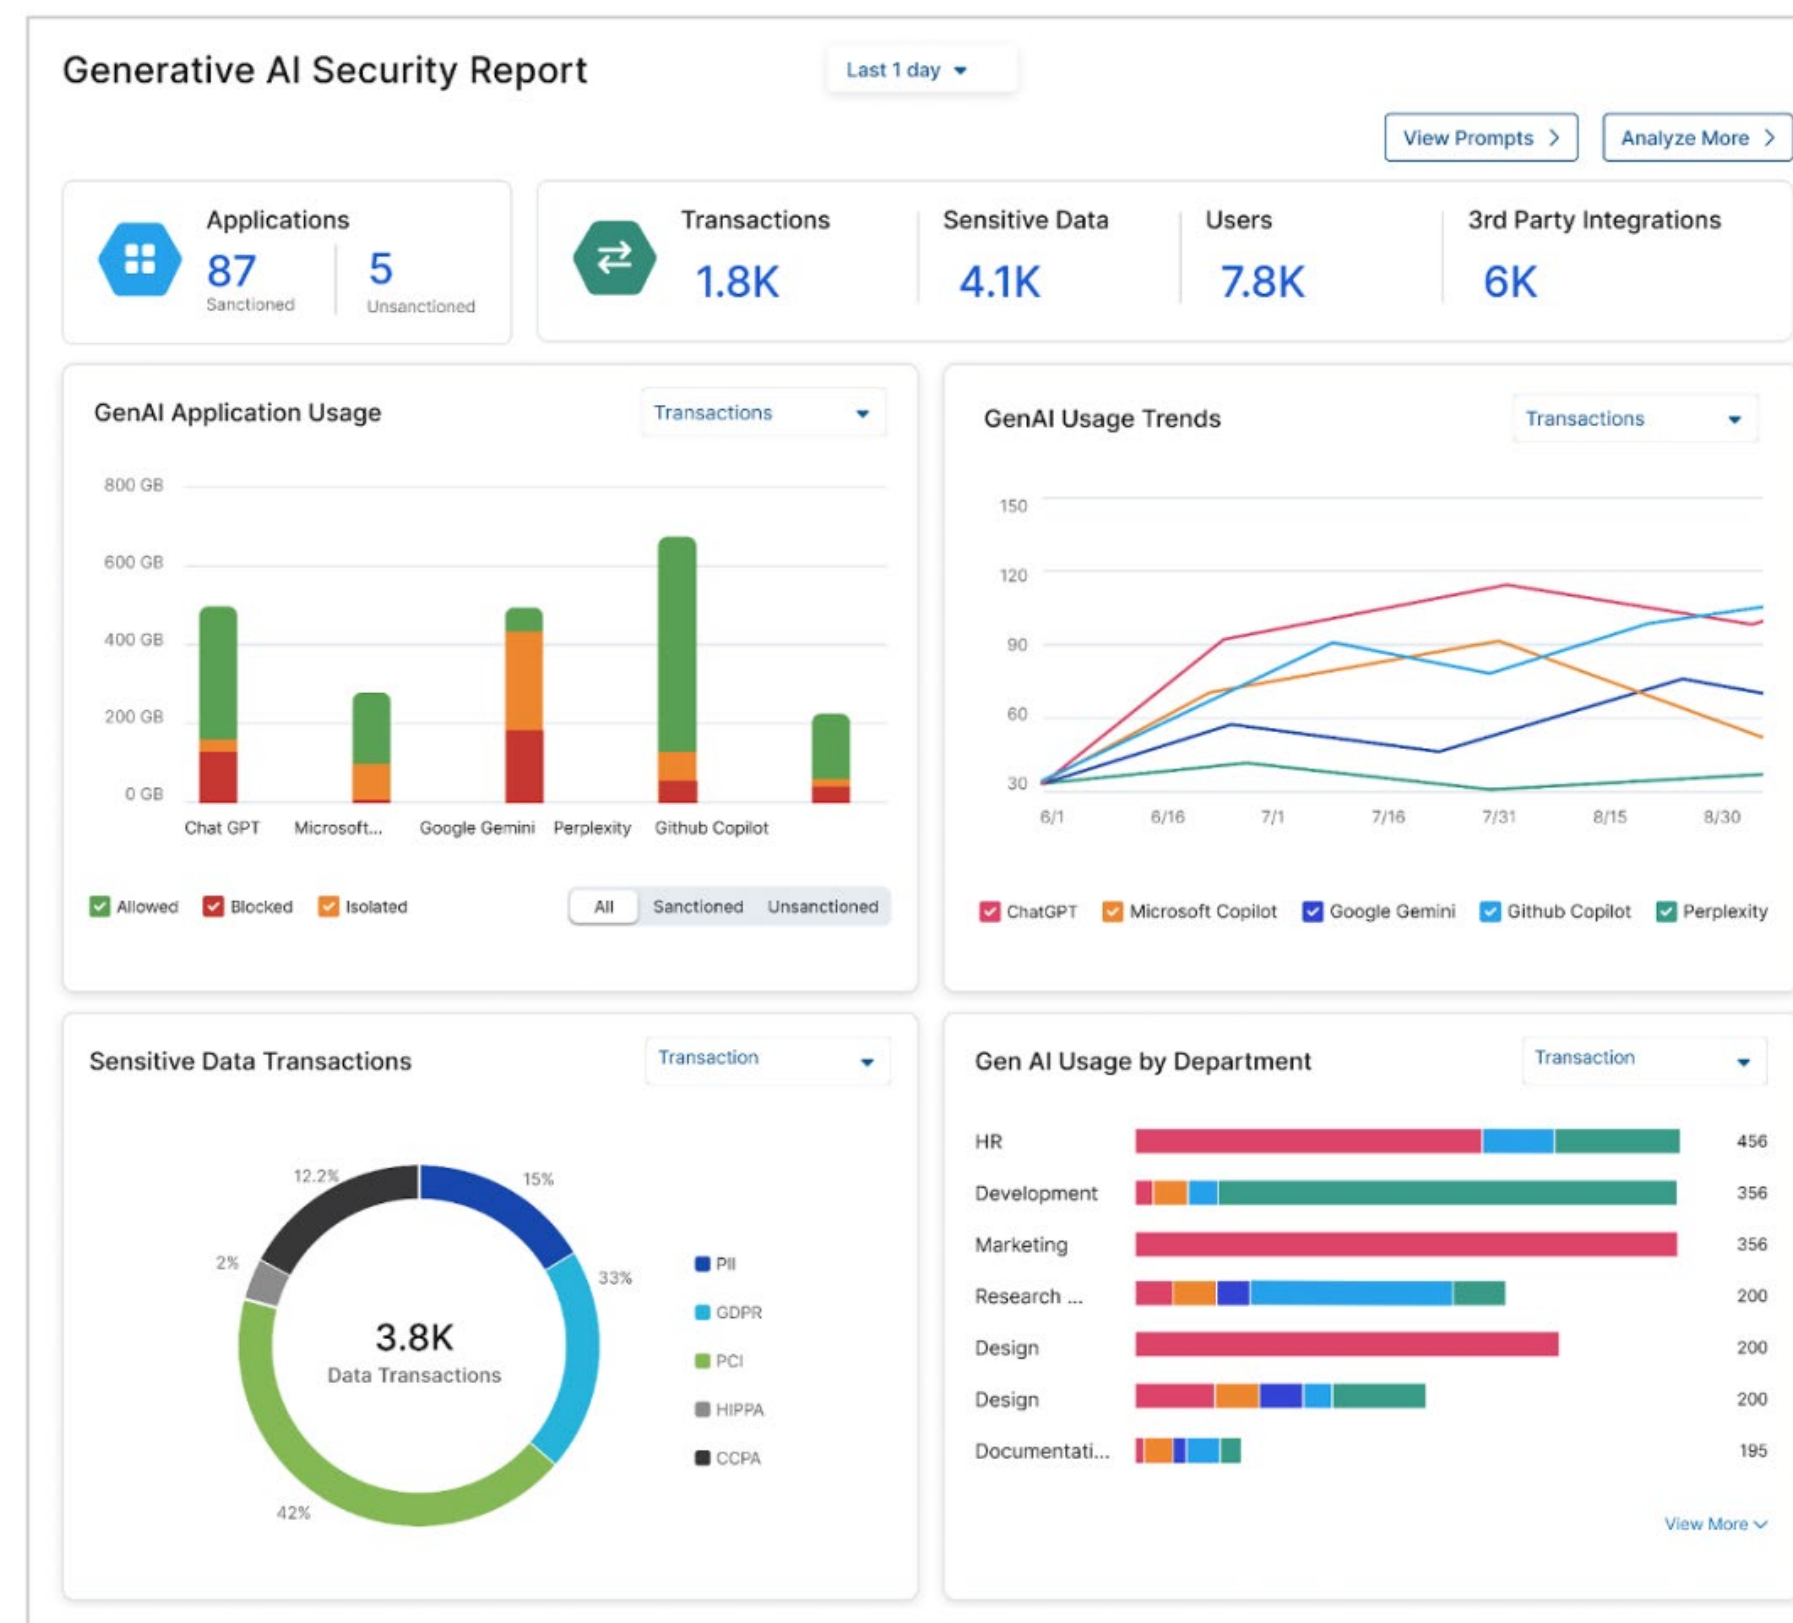 Generative AI Security Report
Last 1 day
View Prompts
Analyze More
Applications
87
Sanctioned
5
Unsanctioned
Transactions
1.8K
Sensitive Data
4.1K
Users
7.8K
3rd Party Integrations
6K
GenAI Application Usage
Transactions
800 GB
600 GB
400 GB
200 GB
0 GB
Chat GPT
Microsoft...
Google Gemini
Perplexity
Github Copilot
Allowed
Blocked
Isolated
All
Sanctioned
Unsanctioned
GenAI Usage Trends
Transactions
150
120
90
60
30
6/1
6/16
7/1
7/16
7/31
8/15
8/30
ChatGPT
Microsoft Copilot
Google Gemini
Github Copilot
Perplexity
Sensitive Data Transactions
Transaction
12.2%
15%
2%
33%
3.8K
Data Transactions
42%
PII
GDPR
PCI
HIPPA
CCPA
Gen AI Usage by Department
Transaction
HR 456
Development 356
Marketing 356
Research ... 200
Design 200
Design 200
Documentati... 195
View More